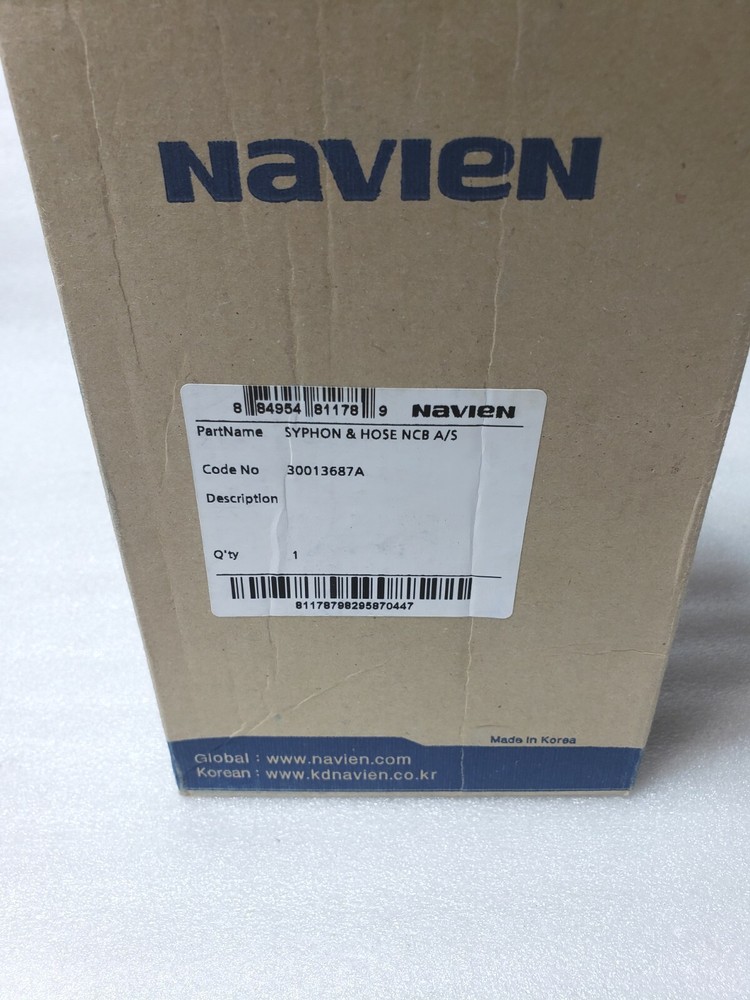 NavieN
8 84954 81178 9 NavieN
PartName SYPHON & HOSE NCB A/S
Code No 30013687A
Description
Q'ty 1
81178798295870447
Made in Korea
Global : www.navien.com
Korean : www.kdnavien.co.kr